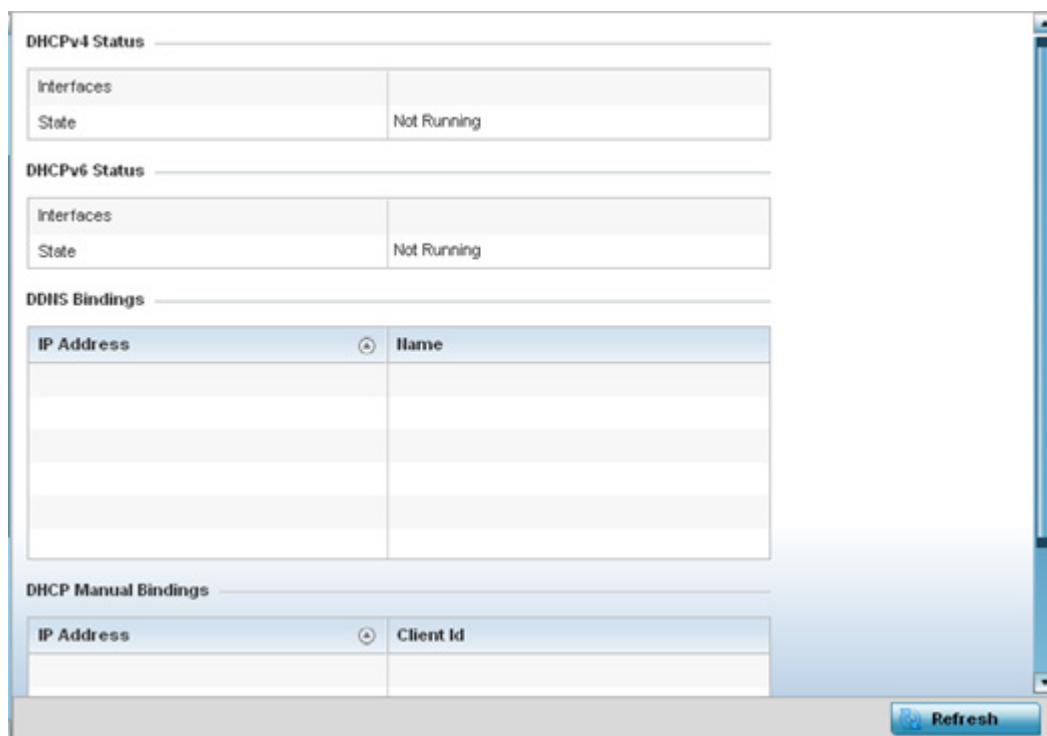 DHCPv4 Status
Interfaces
State Not Running
DHCPv6 Status
Interfaces
State Not Running
DDNS Bindings
IP Address Name
DHCP Manual Bindings
IP Address Client Id
Refresh